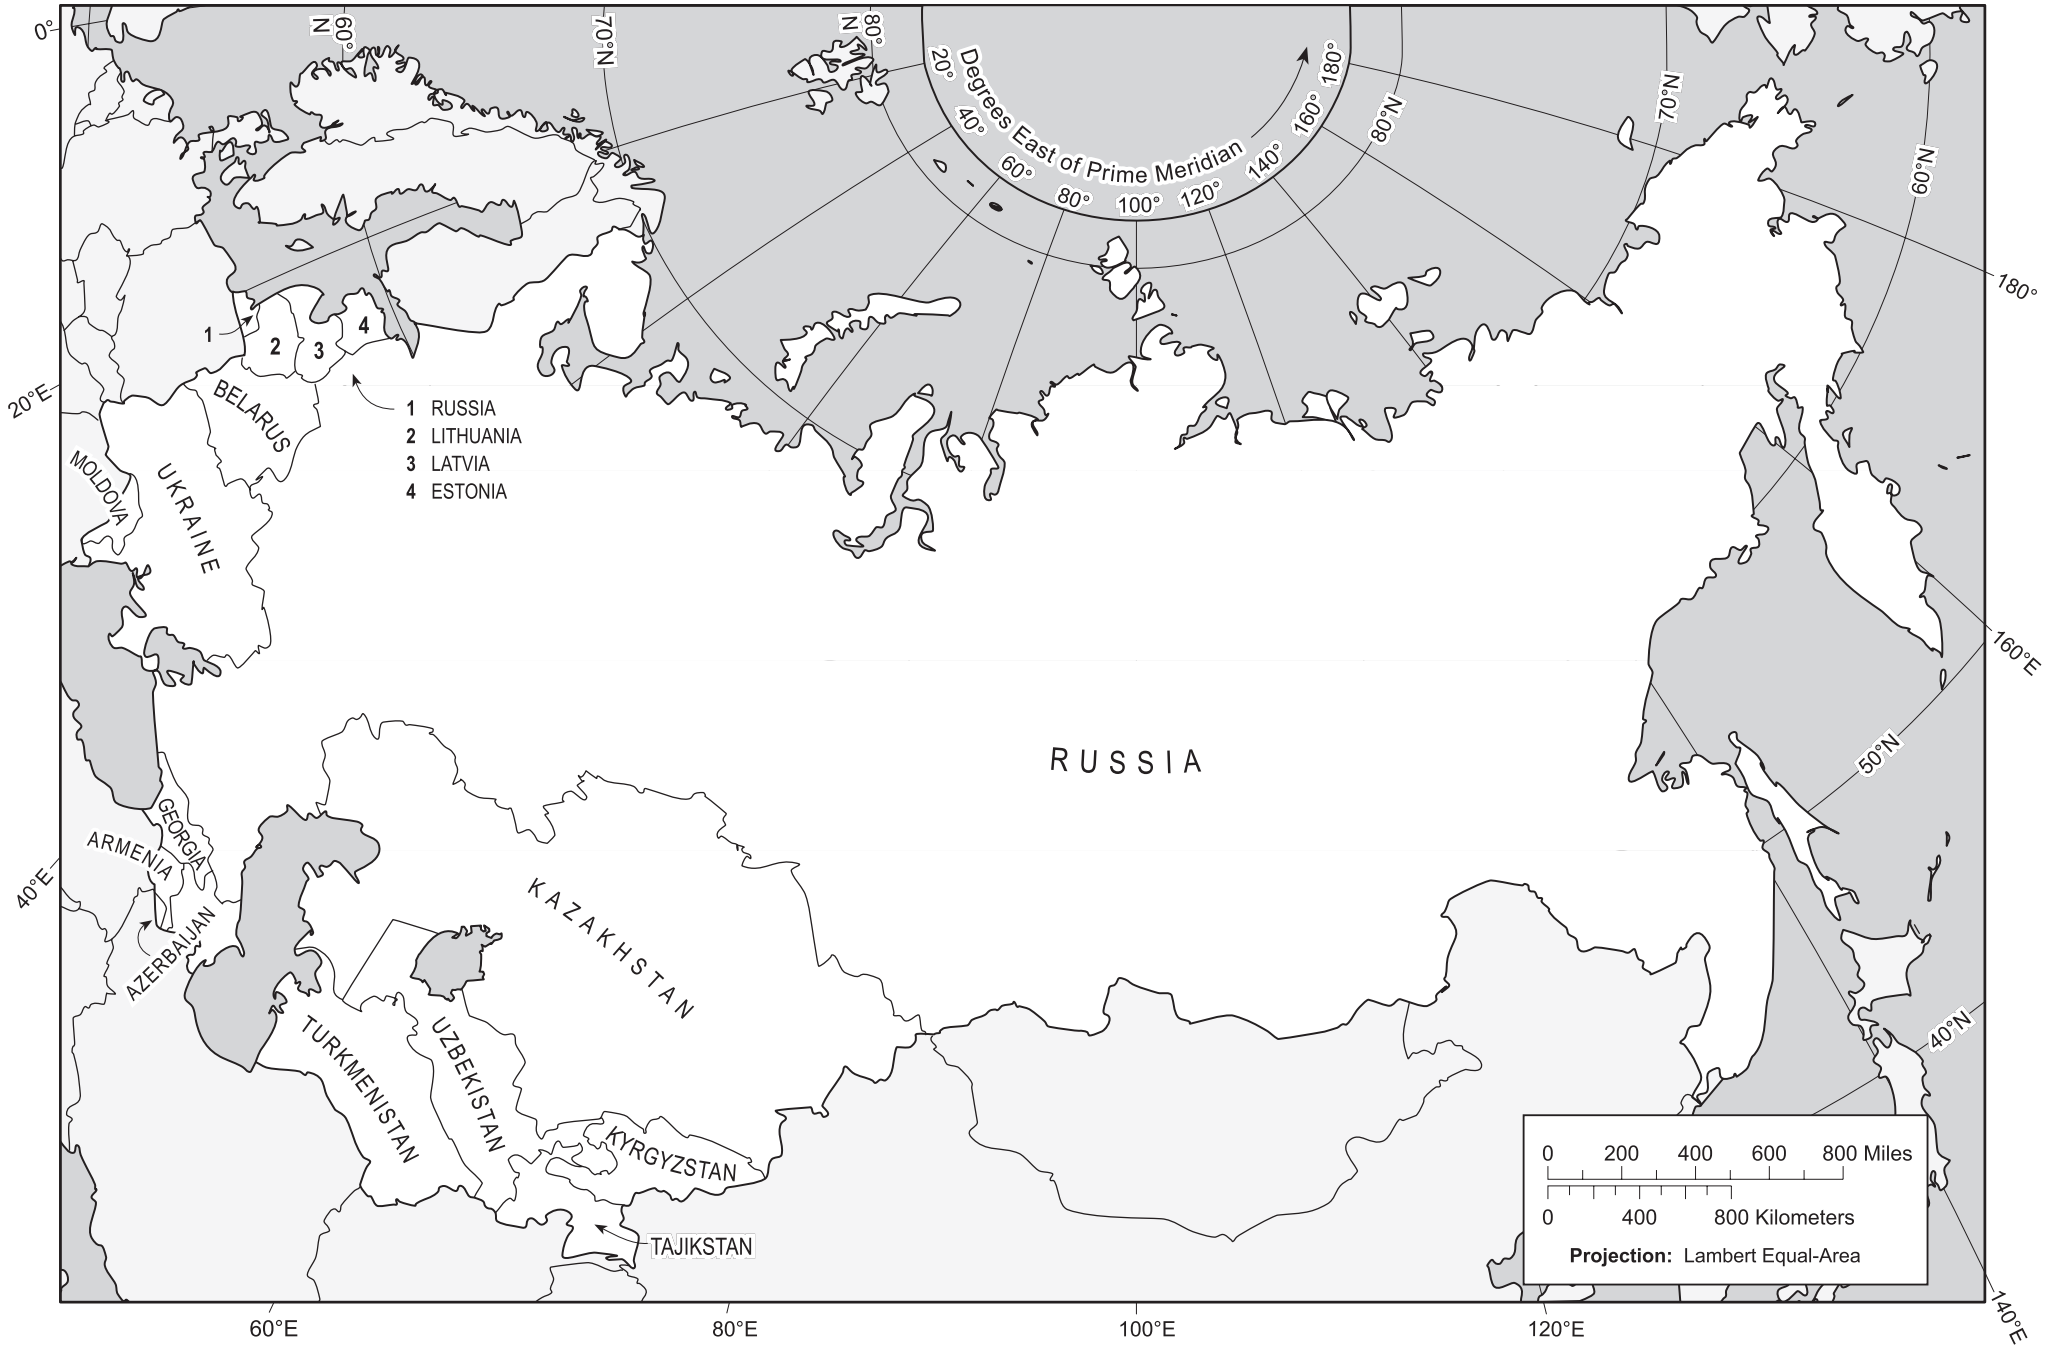 0°
60°
N
70°N
80°
N
20°
40°
60°
80°
100°
120°
140°
160°
180°
Degrees East of Prime Meridian
80°N
70°N
60°N
180°
20°E
1
2
3
4
BELARUS
1 RUSSIA
2 LITHUANIA
3 LATVIA
4 ESTONIA
MOLDOVA
UKRAINE
160°E
50°N
RUSSIA
GEORGIA
ARMENIA
40°E
AZERBAIJAN
KAZAKHSTAN
TURKMENISTAN
UZBEKISTAN
KYRGYZSTAN
TAJIKSTAN
40°N
0 200 400 600 800 Miles
0 400 800 Kilometers
Projection: Lambert Equal-Area
60°E
80°E
100°E
120°E
140°E